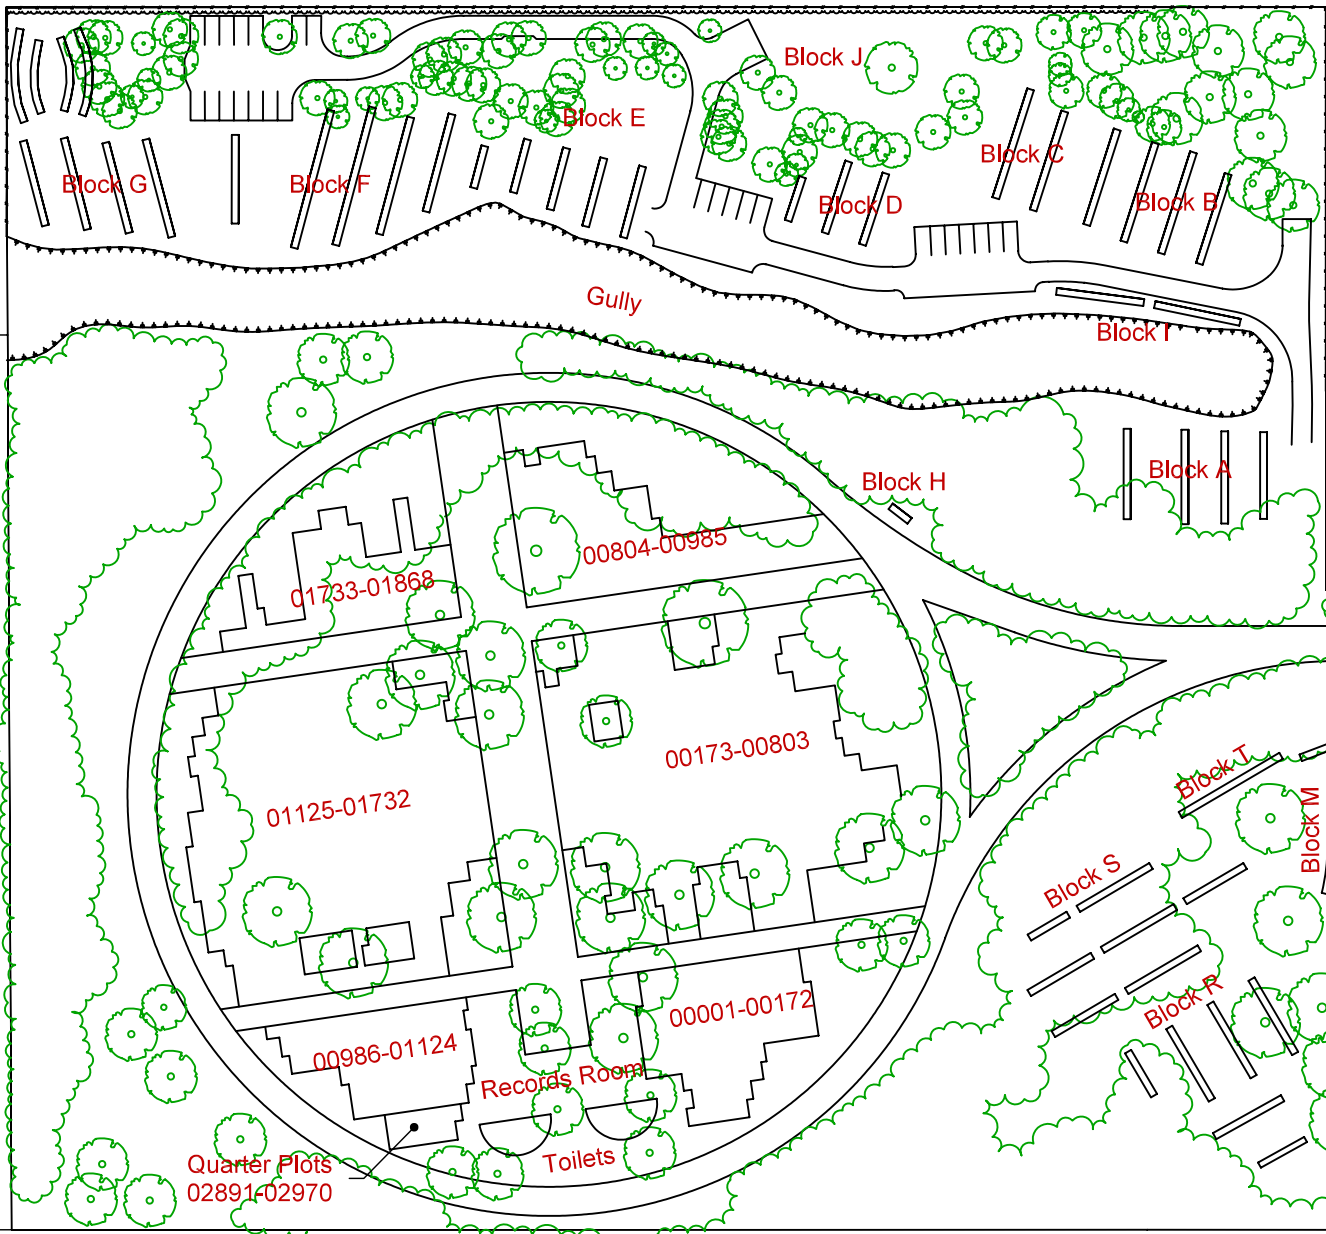 Block J
Block E
Block C
Block G
Block F
Block D
Block B
Gully
Block I
Block A
Block H
00804-00985
01733-01868
00173-00803
01125-01732
Block T
Block M
Block S
Block R
00001-00172
00986-01124
Records Room
Toilets
Quarter Plots
02891-02970